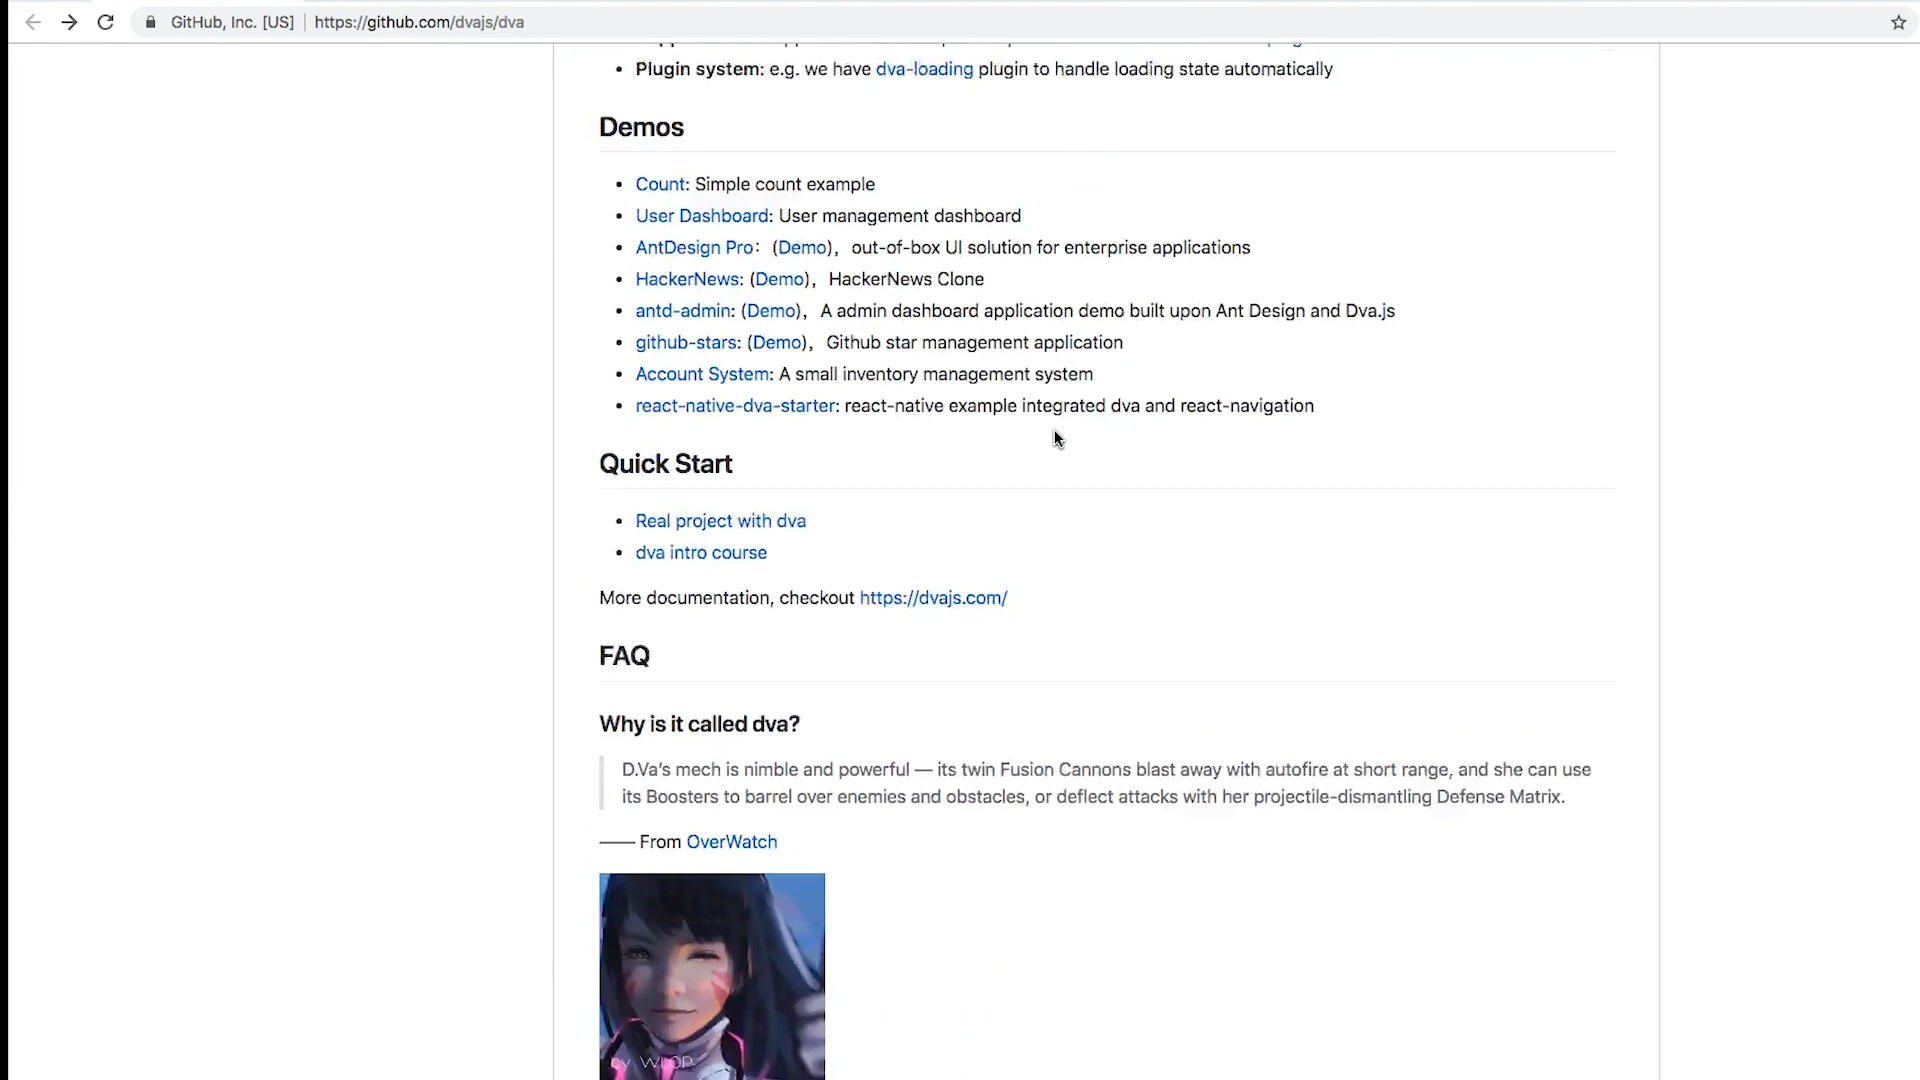 GitHub, Inc. [US] https://github.com/dvajs/dva
• Plugin system: e.g. we have dva-loading plugin to handle loading state automatically
Demos
• Count: Simple count example
• User Dashboard: User management dashboard
• AntDesign Pro：(Demo)，out-of-box UI solution for enterprise applications
• HackerNews: (Demo)，HackerNews Clone
• antd-admin: (Demo)，A admin dashboard application demo built upon Ant Design and Dva.js
• github-stars: (Demo)，Github star management application
• Account System: A small inventory management system
• react-native-dva-starter: react-native example integrated dva and react-navigation
Quick Start
• Real project with dva
• dva intro course
More documentation, checkout https://dvajs.com/
FAQ
Why is it called dva?
D.Va's mech is nimble and powerful — its twin Fusion Cannons blast away with autofire at short range, and she can use
its Boosters to barrel over enemies and obstacles, or deflect attacks with her projectile-dismantling Defense Matrix.
—— From OverWatch
by WLOP